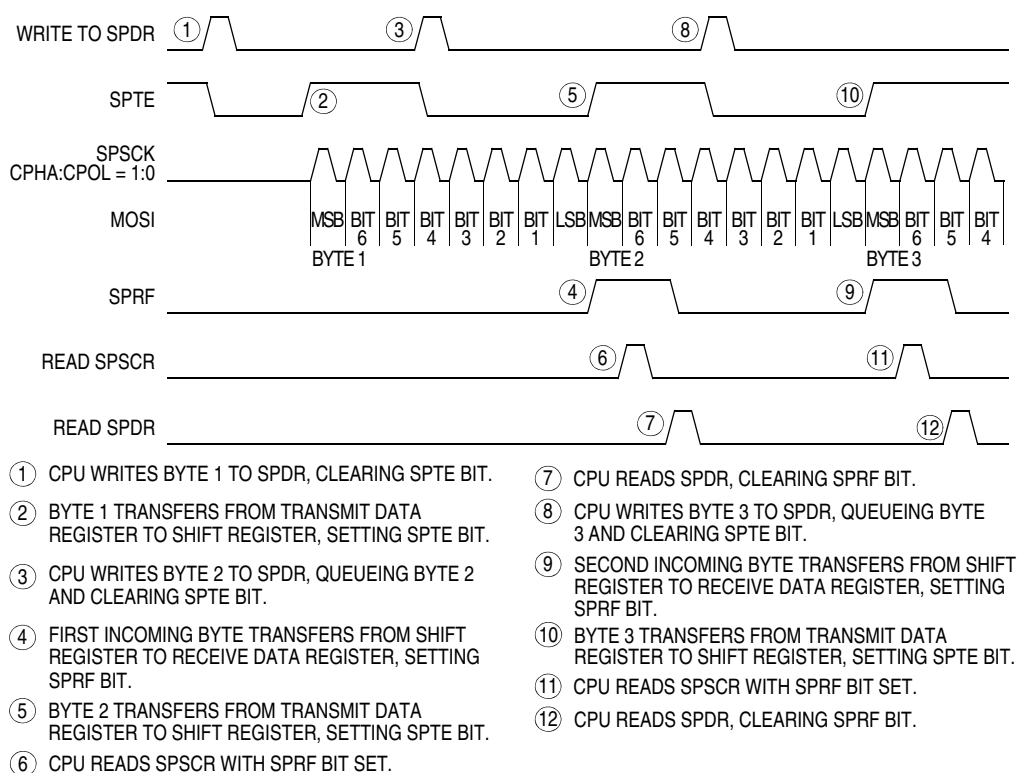 WRITE TO SPDR
1
3
8
SPTE
2
5
10
SPSCK
CPHA:CPOL = 1:0
MOSI
MSB BIT 6 BIT 5 BIT 4 BIT 3 BIT 2 BIT 1 LSB MSB BIT 6 BIT 5 BIT 4 BIT 3 BIT 2 BIT 1 LSB MSB BIT 6 BIT 5 BIT 4
BYTE 1 BYTE 2 BYTE 3
SPRF
4
9
READ SPSCR
6
11
READ SPDR
7
12
1 CPU WRITES BYTE 1 TO SPDR, CLEARING SPTE BIT.
2 BYTE 1 TRANSFERS FROM TRANSMIT DATA
REGISTER TO SHIFT REGISTER, SETTING SPTE BIT.
3 CPU WRITES BYTE 2 TO SPDR, QUEUEING BYTE 2
AND CLEARING SPTE BIT.
4 FIRST INCOMING BYTE TRANSFERS FROM SHIFT
REGISTER TO RECEIVE DATA REGISTER, SETTING
SPRF BIT.
5 BYTE 2 TRANSFERS FROM TRANSMIT DATA
REGISTER TO SHIFT REGISTER, SETTING SPTE BIT.
6 CPU READS SPSCR WITH SPRF BIT SET.
7 CPU READS SPDR, CLEARING SPRF BIT.
8 CPU WRITES BYTE 3 TO SPDR, QUEUEING BYTE
3 AND CLEARING SPTE BIT.
9 SECOND INCOMING BYTE TRANSFERS FROM SHIFT
REGISTER TO RECEIVE DATA REGISTER, SETTING
SPRF BIT.
10 BYTE 3 TRANSFERS FROM TRANSMIT DATA
REGISTER TO SHIFT REGISTER, SETTING SPTE BIT.
11 CPU READS SPSCR WITH SPRF BIT SET.
12 CPU READS SPDR, CLEARING SPRF BIT.